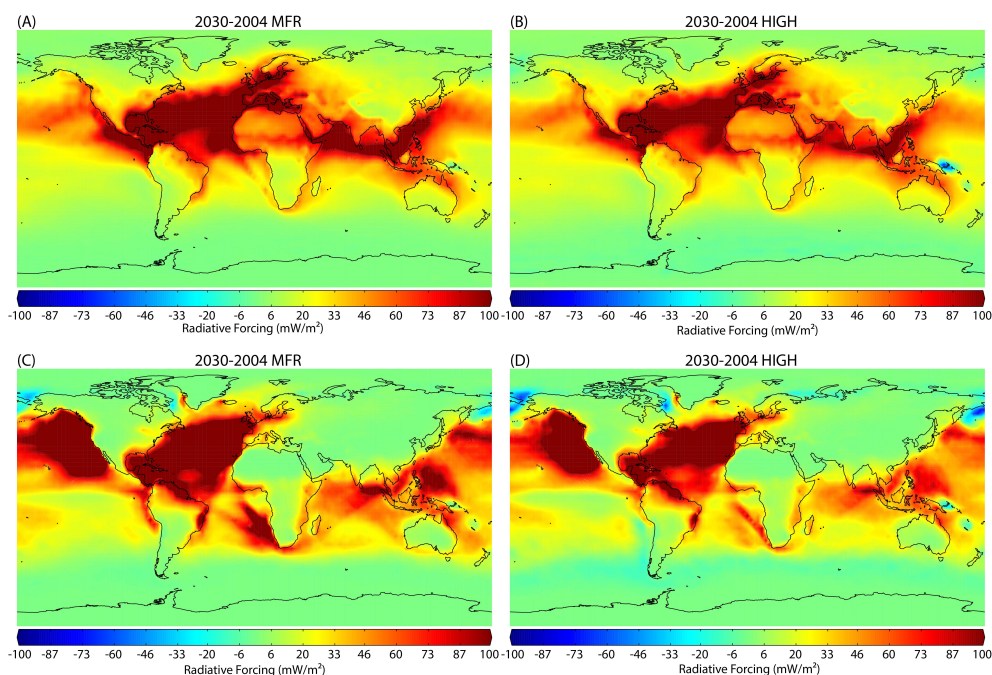 (A) 2030-2004 MFR
(B) 2030-2004 HIGH
-100 -87 -73 -60 -46 -33 -20 -6 6 20 33 46 60 73 87 100
-100 -87 -73 -60 -46 -33 -20 -6 6 20 33 46 60 73 87 100
Radiative Forcing (mW/m²)
Radiative Forcing (mW/m²)
(C) 2030-2004 MFR
(D) 2030-2004 HIGH
-100 -87 -73 -60 -46 -33 -20 -6 6 20 33 46 60 73 87 100
-100 -87 -73 -60 -46 -33 -20 -6 6 20 33 46 60 73 87 100
Radiative Forcing (mW/m²)
Radiative Forcing (mW/m²)